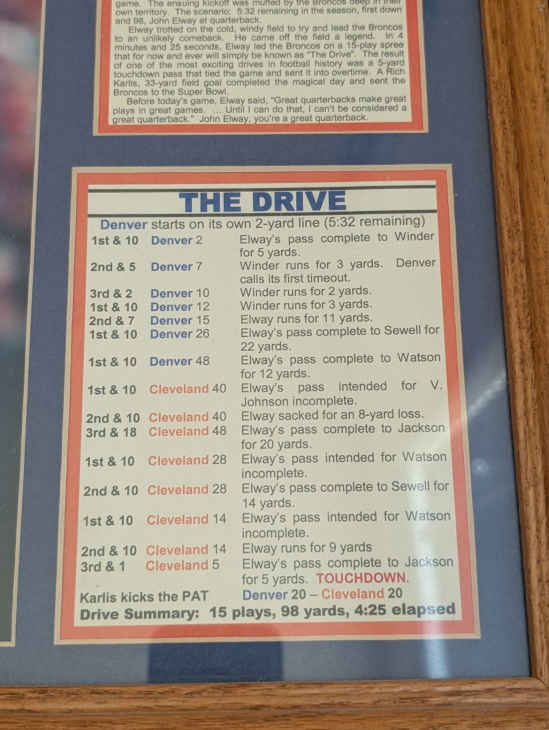 game. The ensuing kickoff was muffed by the Broncos deep in their
own territory. The scenario: 5:32 remaining in the season, first down
and 98, John Elway at quarterback.
Elway trotted on the cold, windy field to try and lead the Broncos
to an unlikely comeback. He came off the field a legend. In 4
minutes and 25 seconds, Elway led the Broncos on a 15-play spree
that for now and ever will simply be known as "The Drive". The result
of one of the most exciting drives in football history was a 5-yard
touchdown pass that tied the game and sent it into overtime. A Rich
Karlis, 33-yard field goal completed the magical day and sent the
Broncos to the Super Bowl.
Before today's game, Elway said, "Great quarterbacks make great
plays in great games. ... Until I can do that, I can't be considered a
great quarterback." John Elway, you're a great quarterback.
THE DRIVE
Denver starts on its own 2-yard line (5:32 remaining)
1st & 10 Denver 2 Elway's pass complete to Winder
for 5 yards.
2nd & 5 Denver 7 Winder runs for 3 yards. Denver
calls its first timeout.
3rd & 2 Denver 10 Winder runs for 2 yards.
1st & 10 Denver 12 Winder runs for 3 yards.
2nd & 7 Denver 15 Elway runs for 11 yards.
1st & 10 Denver 26 Elway's pass complete to Sewell for
22 yards.
1st & 10 Denver 48 Elway's pass complete to Watson
for 12 yards.
1st & 10 Cleveland 40 Elway's pass intended for V.
Johnson incomplete.
2nd & 10 Cleveland 40 Elway sacked for an 8-yard loss.
3rd & 18 Cleveland 48 Elway's pass complete to Jackson
for 20 yards.
1st & 10 Cleveland 28 Elway's pass intended for Watson
incomplete.
2nd & 10 Cleveland 28 Elway's pass complete to Sewell for
14 yards.
1st & 10 Cleveland 14 Elway's pass intended for Watson
incomplete.
2nd & 10 Cleveland 14 Elway runs for 9 yards
3rd & 1 Cleveland 5 Elway's pass complete to Jackson
for 5 yards. TOUCHDOWN.
Karlis kicks the PAT Denver 20 – Cleveland 20
Drive Summary: 15 plays, 98 yards, 4:25 elapsed